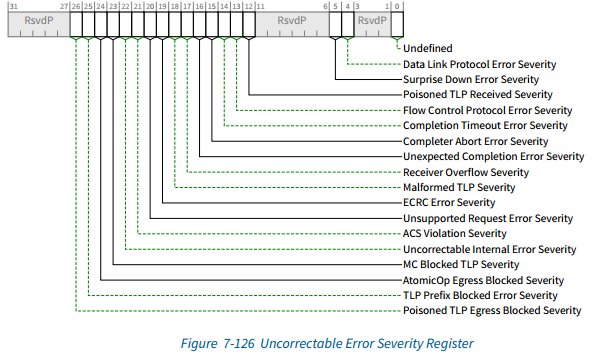 31 27 26 25 24 23 22 21 20 19 18 17 16 15 14 13 12 11 6 5 4 3 1 0
RsvdP RsvdP RsvdP
Undefined
Data Link Protocol Error Severity
Surprise Down Error Severity
Poisoned TLP Received Severity
Flow Control Protocol Error Severity
Completion Timeout Error Severity
Completer Abort Error Severity
Unexpected Completion Error Severity
Receiver Overflow Severity
Malformed TLP Severity
ECRC Error Severity
Unsupported Request Error Severity
ACS Violation Severity
Uncorrectable Internal Error Severity
MC Blocked TLP Severity
AtomicOp Egress Blocked Severity
TLP Prefix Blocked Error Severity
Poisoned TLP Egress Blocked Severity
Figure 7-126 Uncorrectable Error Severity Register